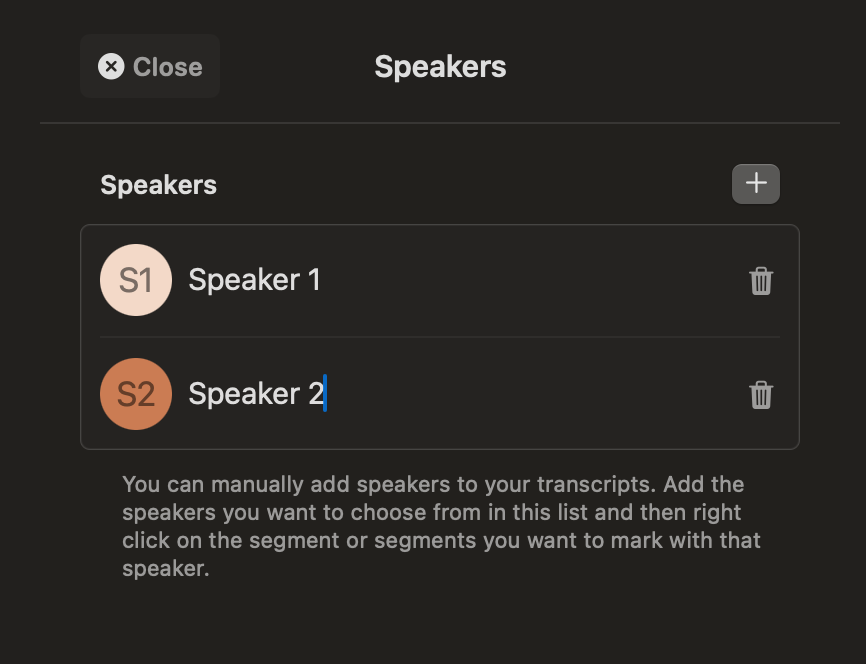 Close
Speakers
Speakers
S1
Speaker 1
S2
Speaker 2
You can manually add speakers to your transcripts. Add the
speakers you want to choose from in this list and then right
click on the segment or segments you want to mark with that
speaker.